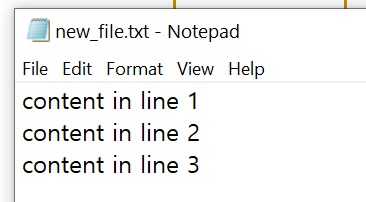 new_file.txt - Notepad
File Edit Format View Help
content in line 1
content in line 2
content in line 3